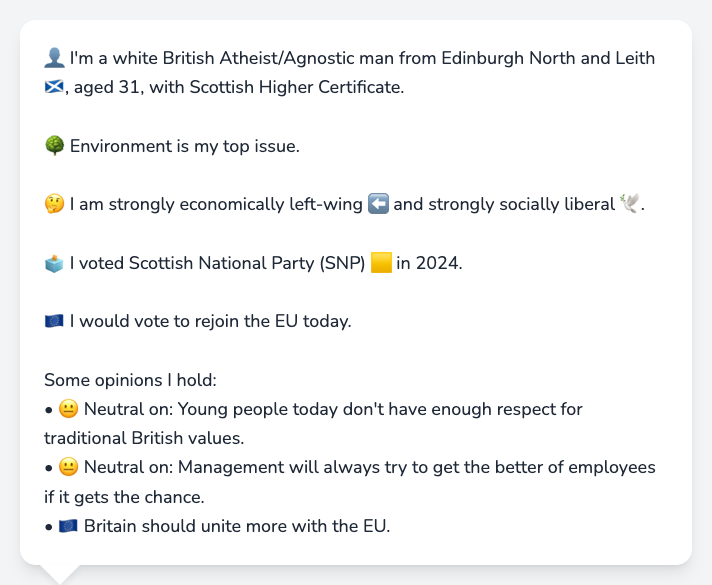 👤 I'm a white British Atheist/Agnostic man from Edinburgh North and Leith
🏴󠁧󠁢󠁳󠁣󠁴󠁿, aged 31, with Scottish Higher Certificate.
🌳 Environment is my top issue.
🤔 I am strongly economically left-wing ⬅️ and strongly socially liberal 🕊️.
🗳️ I voted Scottish National Party (SNP) 🟨 in 2024.
🇪🇺 I would vote to rejoin the EU today.
Some opinions I hold:
• 😐 Neutral on: Young people today don't have enough respect for
traditional British values.
• 😐 Neutral on: Management will always try to get the better of employees
if it gets the chance.
• 🇪🇺 Britain should unite more with the EU.